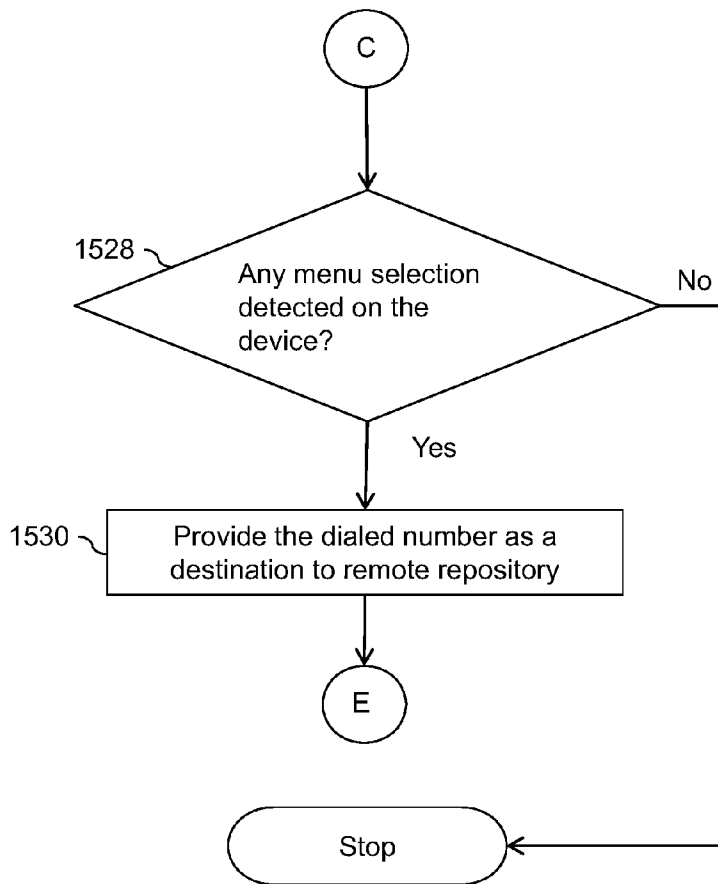 C
1528
Any menu selection
detected on the
device?
No
Yes
1530
Provide the dialed number as a
destination to remote repository
E
Stop